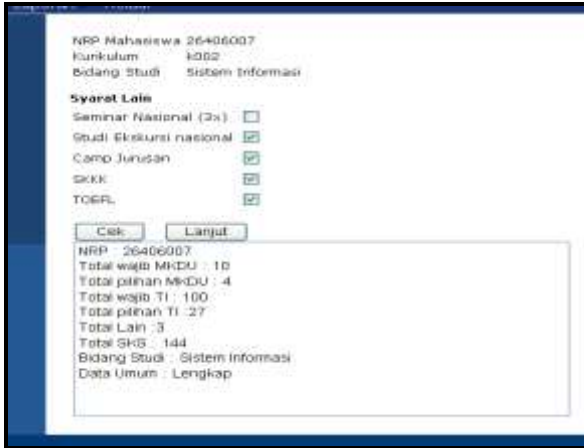 NRP Mahasiswa 26406007
Kurikulum k002
Bidang Studi Sistem Informasi
Syarat Lain
Seminar Nasional (3x)
Studi Ekskursi nasional
Camp Jurusan
SKKK
TOEFL
Cek Lanjut
NRP : 26406007
Total wajib MKDU : 10
Total pilihan MKDU : 4
Total wajib TI : 100
Total pilihan TI :27
Total Lain :3
Total SKS : 144
Bidang Studi : Sistem Informasi
Data Umum : Lengkap